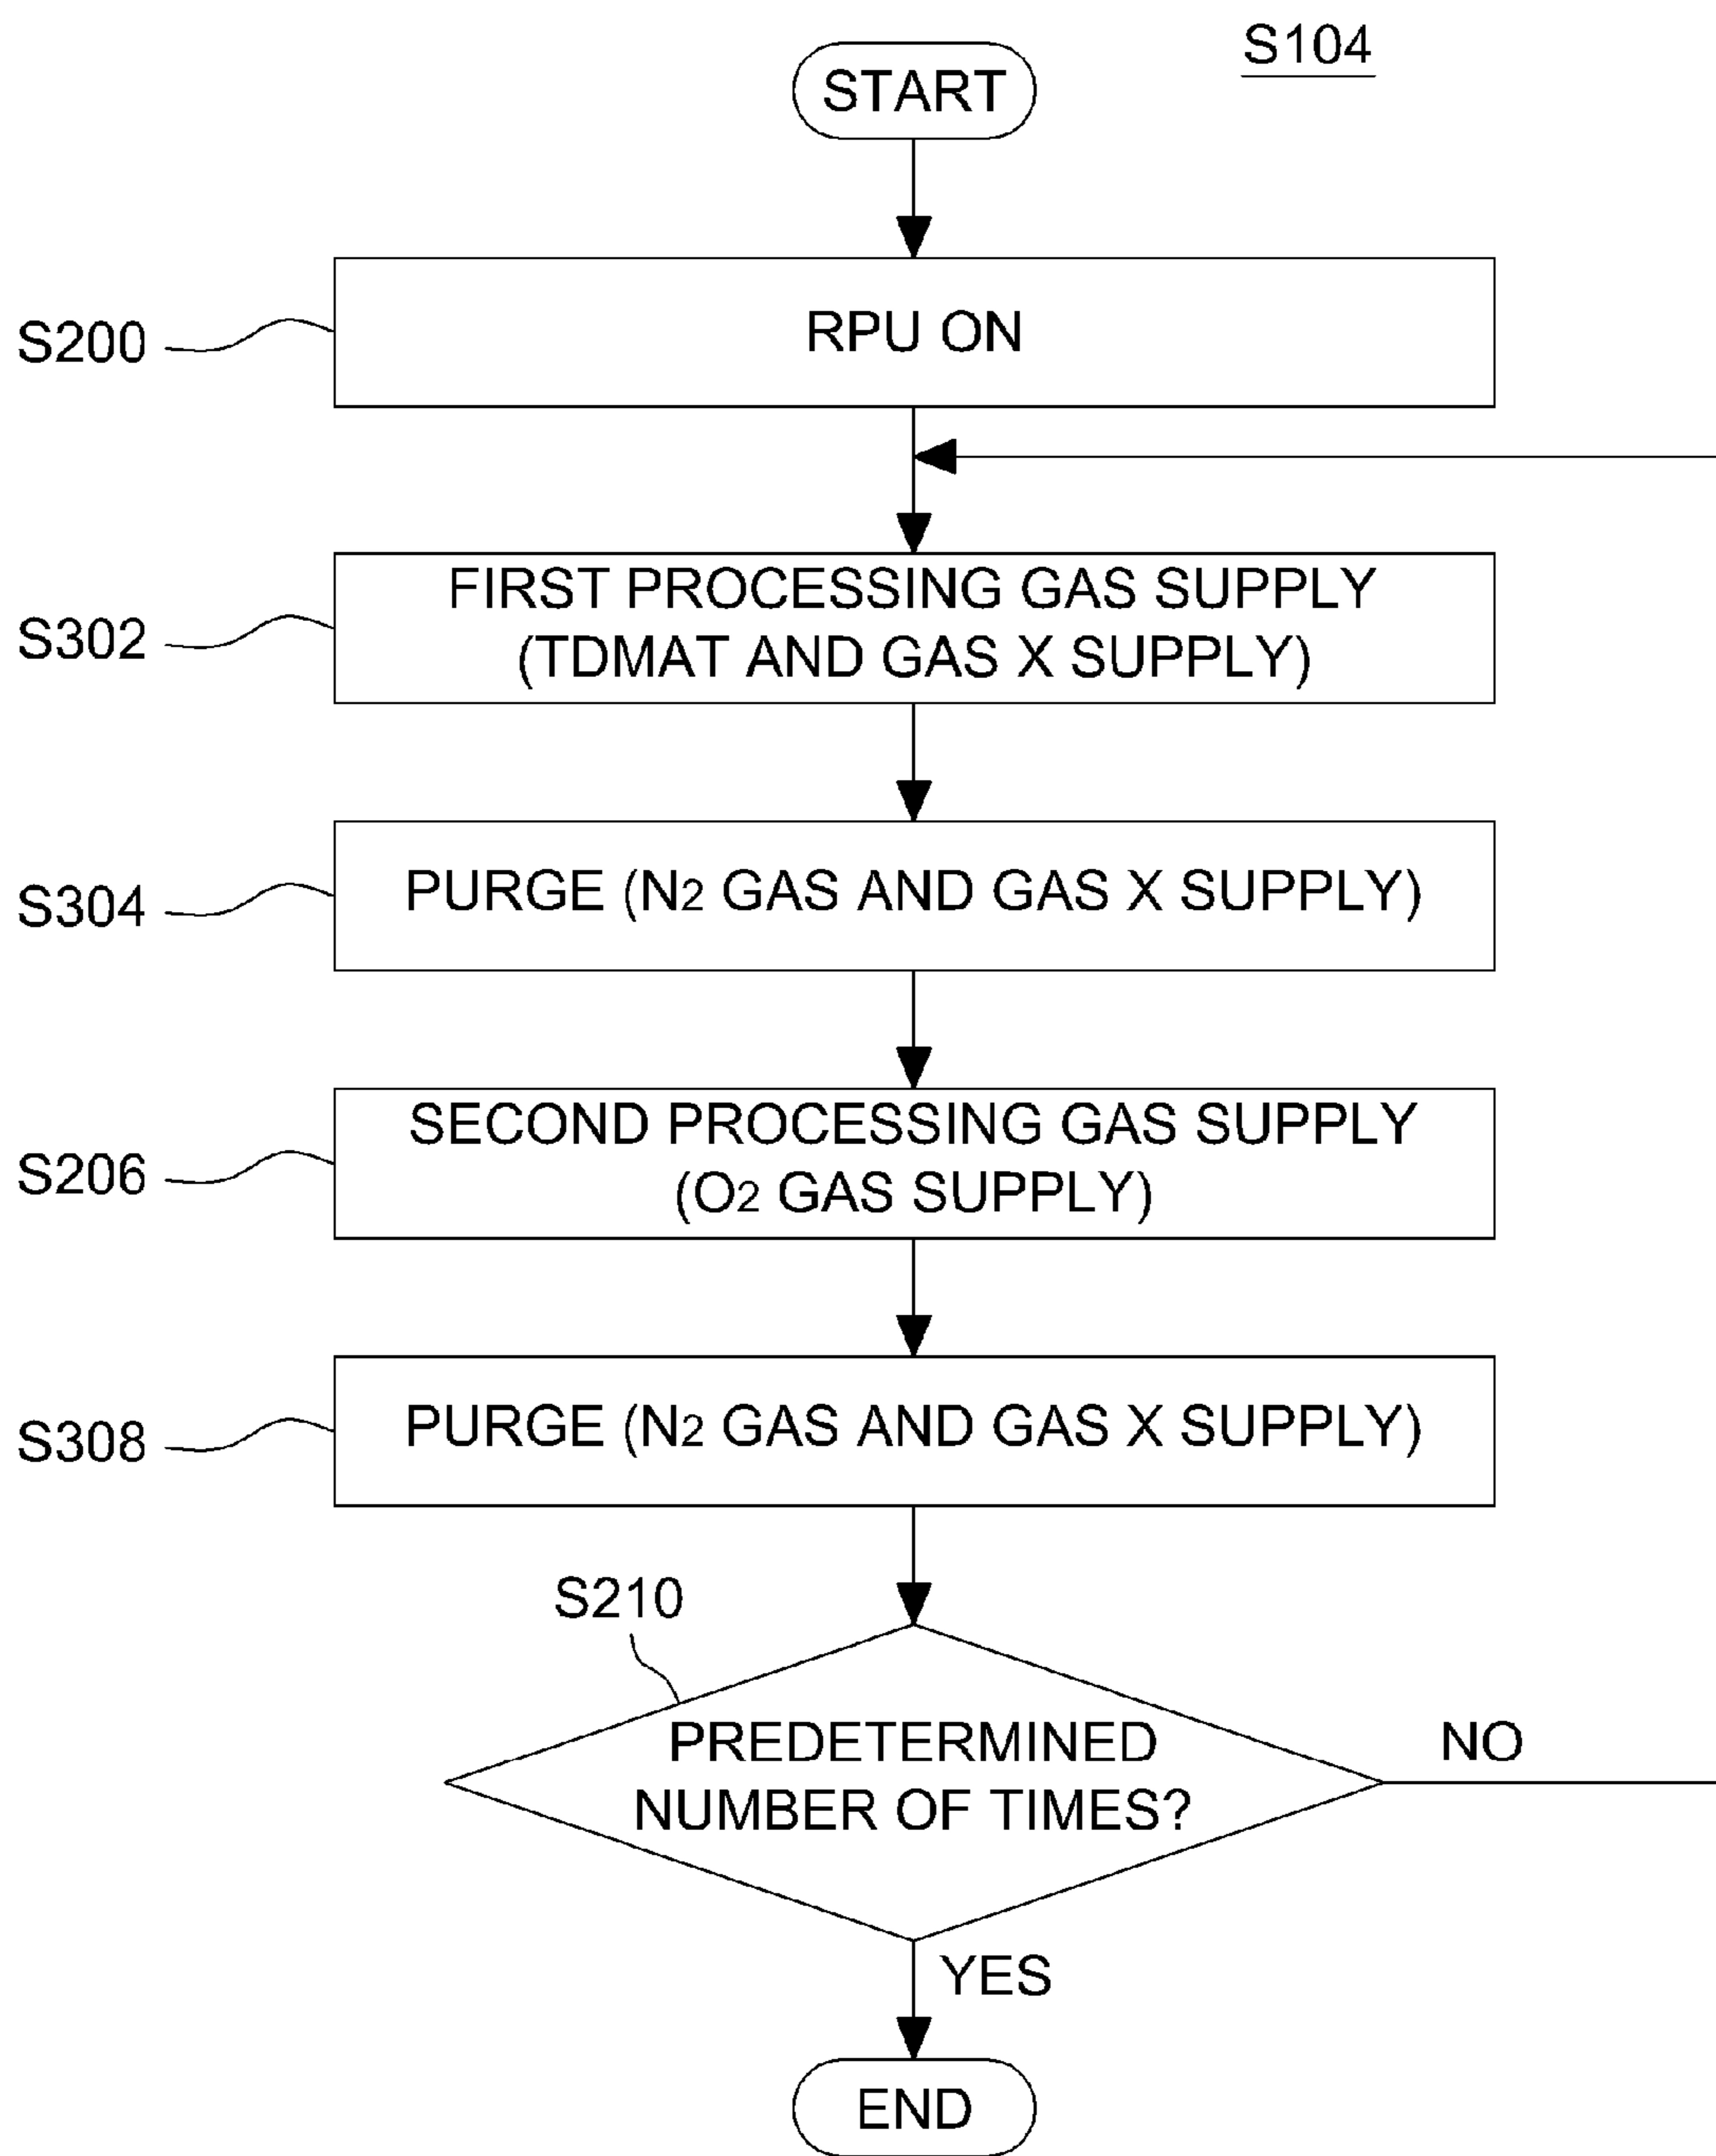 S104
START
S200
RPU ON
S302
FIRST PROCESSING GAS SUPPLY
(TDMAT AND GAS X SUPPLY)
S304
PURGE (N2 GAS AND GAS X SUPPLY)
S206
SECOND PROCESSING GAS SUPPLY
(O2 GAS SUPPLY)
S308
PURGE (N2 GAS AND GAS X SUPPLY)
S210
PREDETERMINED
NUMBER OF TIMES?
NO
YES
END